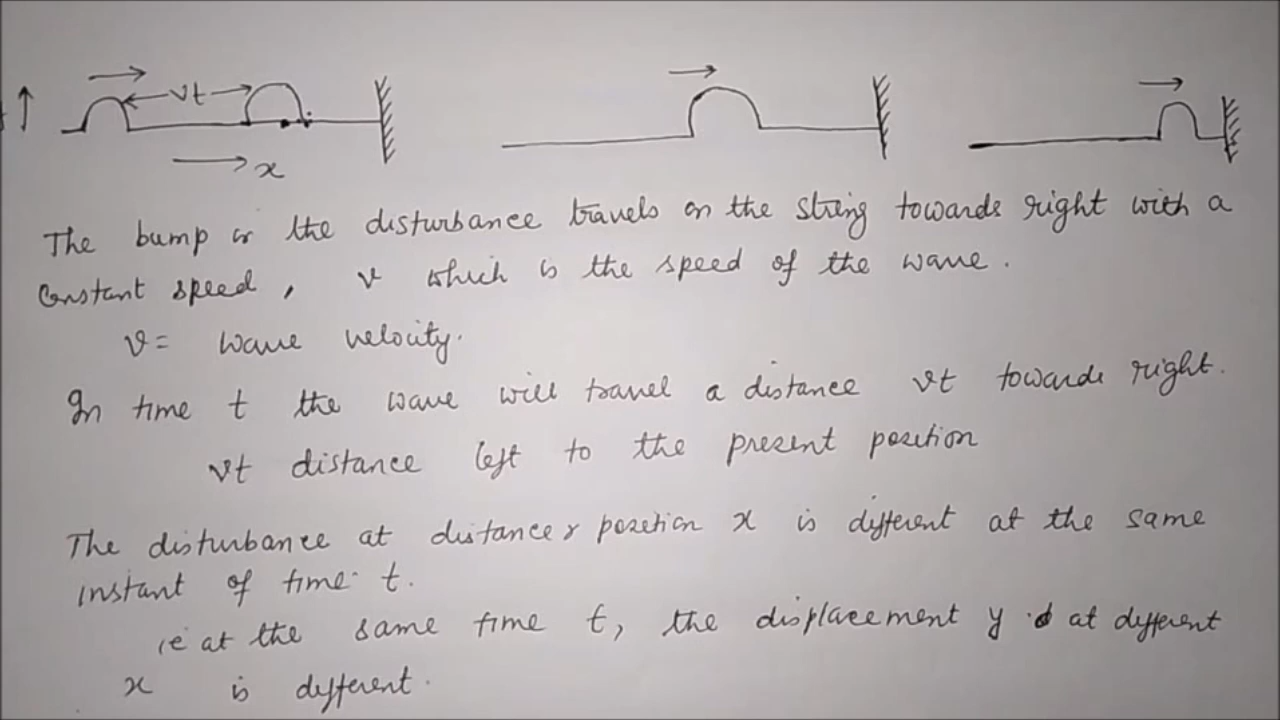 vt
x
The bump or the disturbance travels on the string towards right with a
constant speed, v which is the speed of the wave.
v = wave velocity.
In time t the wave will travel a distance vt towards right.
vt distance left to the present position
The disturbance at distance r position x is different at the same
instant of time t.
ie at the same time t, the displacement y at different
x is different.